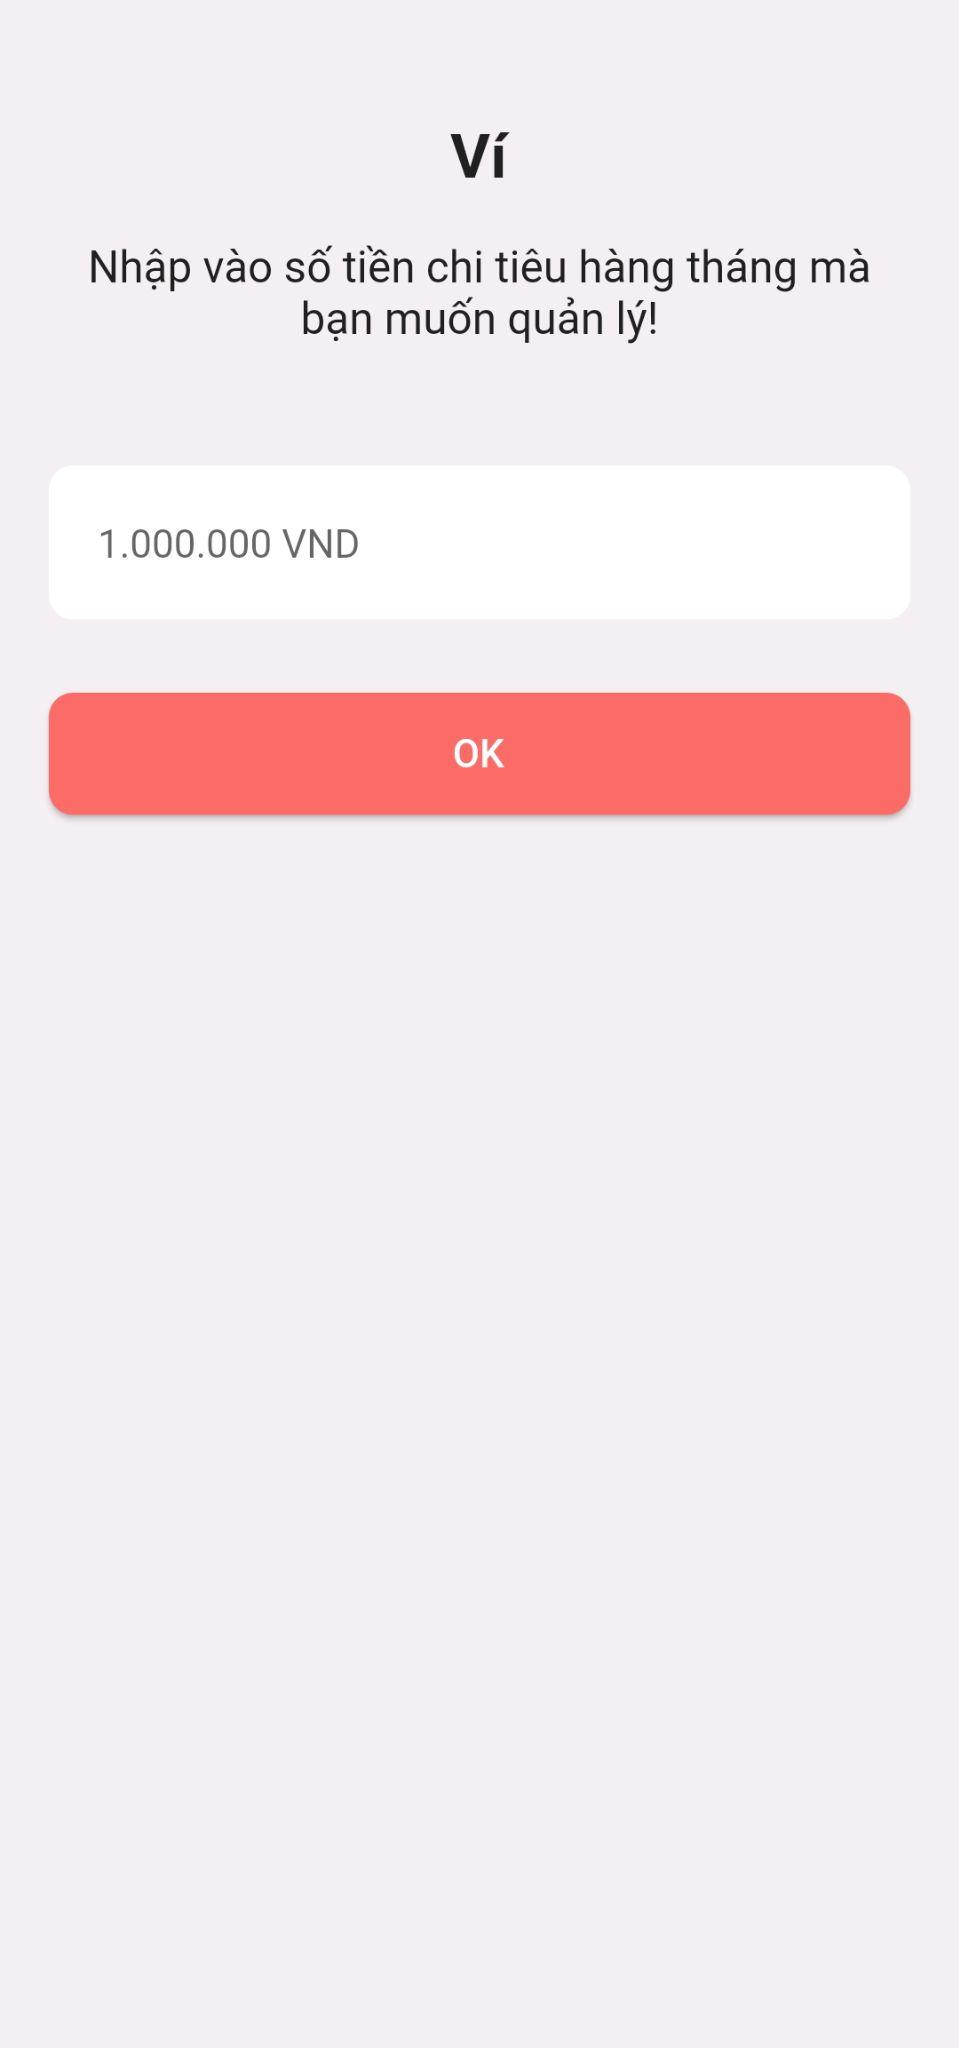 Ví
Nhập vào số tiền chi tiêu hàng tháng mà
bạn muốn quản lý!
1.000.000 VND
OK